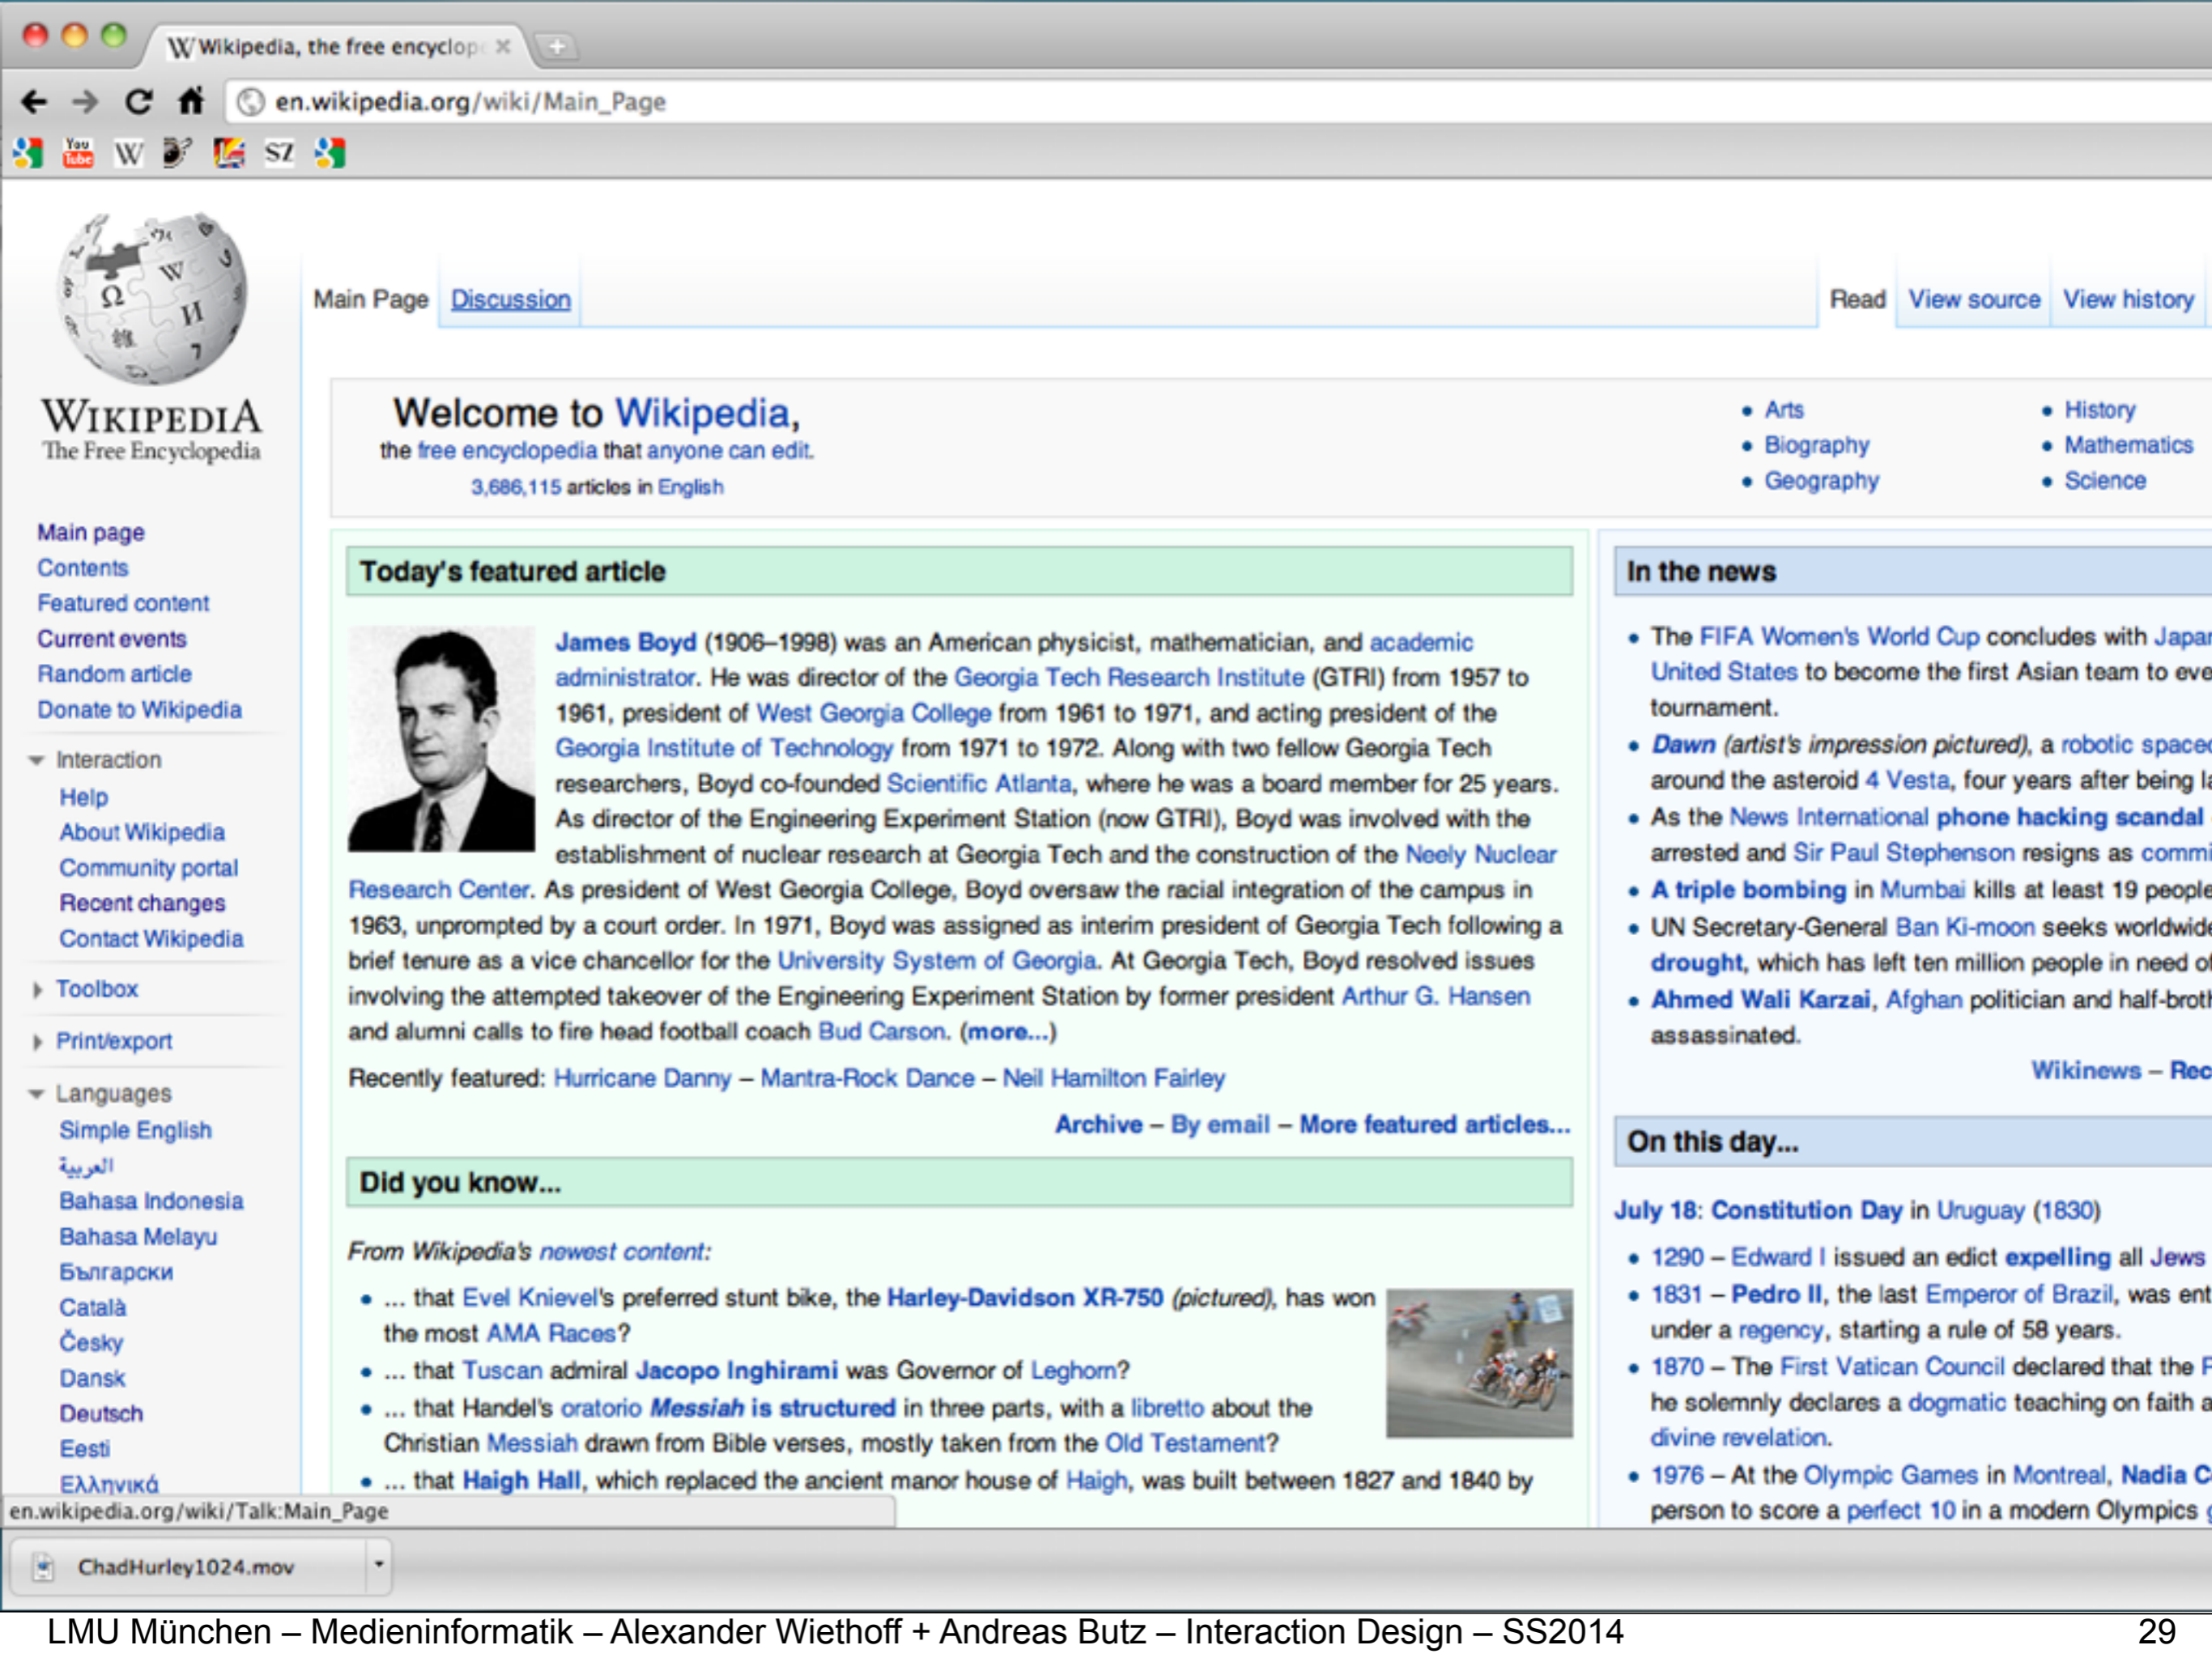 Wikipedia, the free encyclop
en.wikipedia.org/wiki/Main_Page
You
Tube
W
SZ
WIKIPEDIA
The Free Encyclopedia
Main page
Contents
Featured content
Current events
Random article
Donate to Wikipedia
Interaction
Help
About Wikipedia
Community portal
Recent changes
Contact Wikipedia
Toolbox
Print/export
Languages
Simple English
العربية
Bahasa Indonesia
Bahasa Melayu
Български
Català
Česky
Dansk
Deutsch
Eesti
Ελληνικά
Main Page Discussion
Read View source View history
Welcome to Wikipedia,
the free encyclopedia that anyone can edit.
3,686,115 articles in English
Arts
Biography
Geography
History
Mathematics
Science
Today's featured article
James Boyd (1906–1998) was an American physicist, mathematician, and academic
administrator. He was director of the Georgia Tech Research Institute (GTRI) from 1957 to
1961, president of West Georgia College from 1961 to 1971, and acting president of the
Georgia Institute of Technology from 1971 to 1972. Along with two fellow Georgia Tech
researchers, Boyd co-founded Scientific Atlanta, where he was a board member for 25 years.
As director of the Engineering Experiment Station (now GTRI), Boyd was involved with the
establishment of nuclear research at Georgia Tech and the construction of the Neely Nuclear
Research Center. As president of West Georgia College, Boyd oversaw the racial integration of the campus in
1963, unprompted by a court order. In 1971, Boyd was assigned as interim president of Georgia Tech following a
brief tenure as a vice chancellor for the University System of Georgia. At Georgia Tech, Boyd resolved issues
involving the attempted takeover of the Engineering Experiment Station by former president Arthur G. Hansen
and alumni calls to fire head football coach Bud Carson. (more...)
Recently featured: Hurricane Danny – Mantra-Rock Dance – Neil Hamilton Fairley
Archive – By email – More featured articles...
Did you know...
From Wikipedia's newest content:
... that Evel Knievel's preferred stunt bike, the Harley-Davidson XR-750 (pictured), has won
the most AMA Races?
... that Tuscan admiral Jacopo Inghirami was Governor of Leghorn?
... that Handel's oratorio Messiah is structured in three parts, with a libretto about the
Christian Messiah drawn from Bible verses, mostly taken from the Old Testament?
... that Haigh Hall, which replaced the ancient manor house of Haigh, was built between 1827 and 1840 by
In the news
The FIFA Women's World Cup concludes with Japan
United States to become the first Asian team to eve
tournament.
Dawn (artist's impression pictured), a robotic spacec
around the asteroid 4 Vesta, four years after being la
As the News International phone hacking scandal
arrested and Sir Paul Stephenson resigns as commi
A triple bombing in Mumbai kills at least 19 people
UN Secretary-General Ban Ki-moon seeks worldwide
drought, which has left ten million people in need of
Ahmed Wali Karzai, Afghan politician and half-broth
assassinated.
Wikinews – Rec
On this day...
July 18: Constitution Day in Uruguay (1830)
1290 – Edward I issued an edict expelling all Jews
1831 – Pedro II, the last Emperor of Brazil, was ent
under a regency, starting a rule of 58 years.
1870 – The First Vatican Council declared that the P
he solemnly declares a dogmatic teaching on faith a
divine revelation.
1976 – At the Olympic Games in Montreal, Nadia C
person to score a perfect 10 in a modern Olympics g
en.wikipedia.org/wiki/Talk:Main_Page
ChadHurley1024.mov
LMU München – Medieninformatik – Alexander Wiethoff + Andreas Butz – Interaction Design – SS2014 29